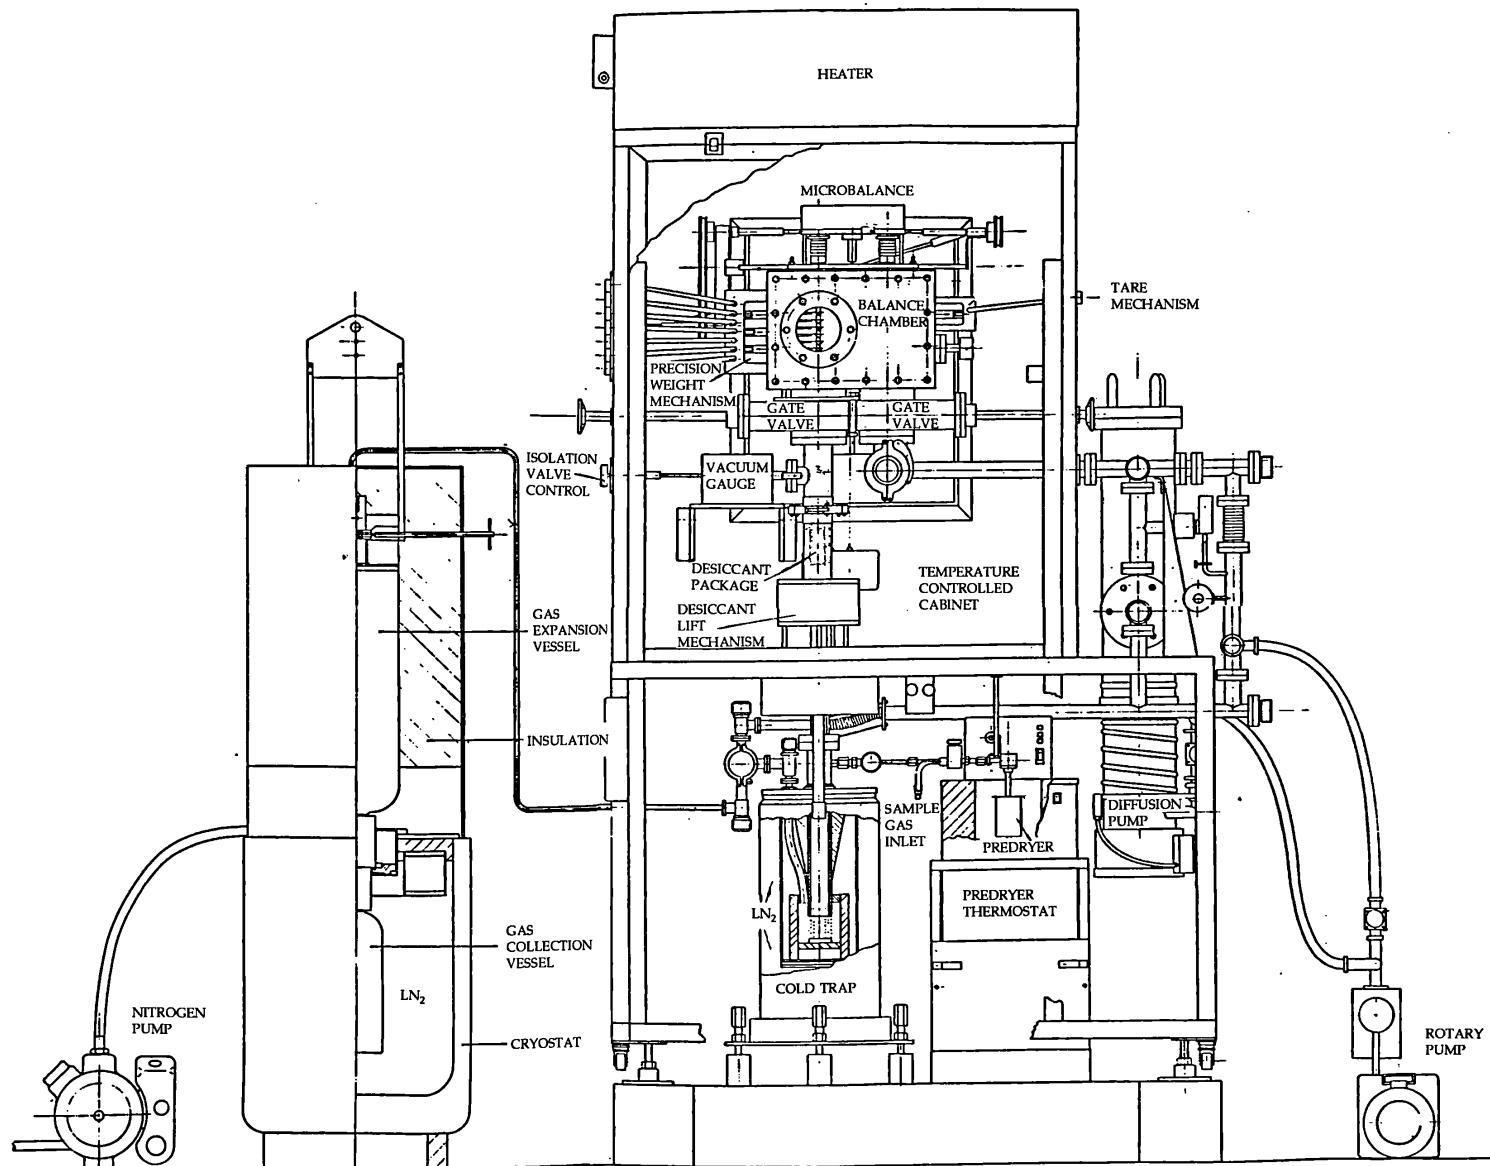 HEATER
MICROBALANCE
TARE
MECHANISM
BALANCE
CHAMBER
PRECISION
WEIGHT
MECHANISM
GATE
VALVE
GATE
VALVE
ISOLATION
VALVE
CONTROL
VACUUM
GAUGE
DESICCANT
PACKAGE
TEMPERATURE
CONTROLLED
CABINET
DESICCANT
LIFT
MECHANISM
GAS
EXPANSION
VESSEL
INSULATION
SAMPLE
GAS
INLET
PREDRYER
DIFFUSION
PUMP
PREDRYER
THERMOSTAT
LN₂
GAS
COLLECTION
VESSEL
LN₂
COLD TRAP
NITROGEN
PUMP
CRYOSTAT
ROTARY
PUMP